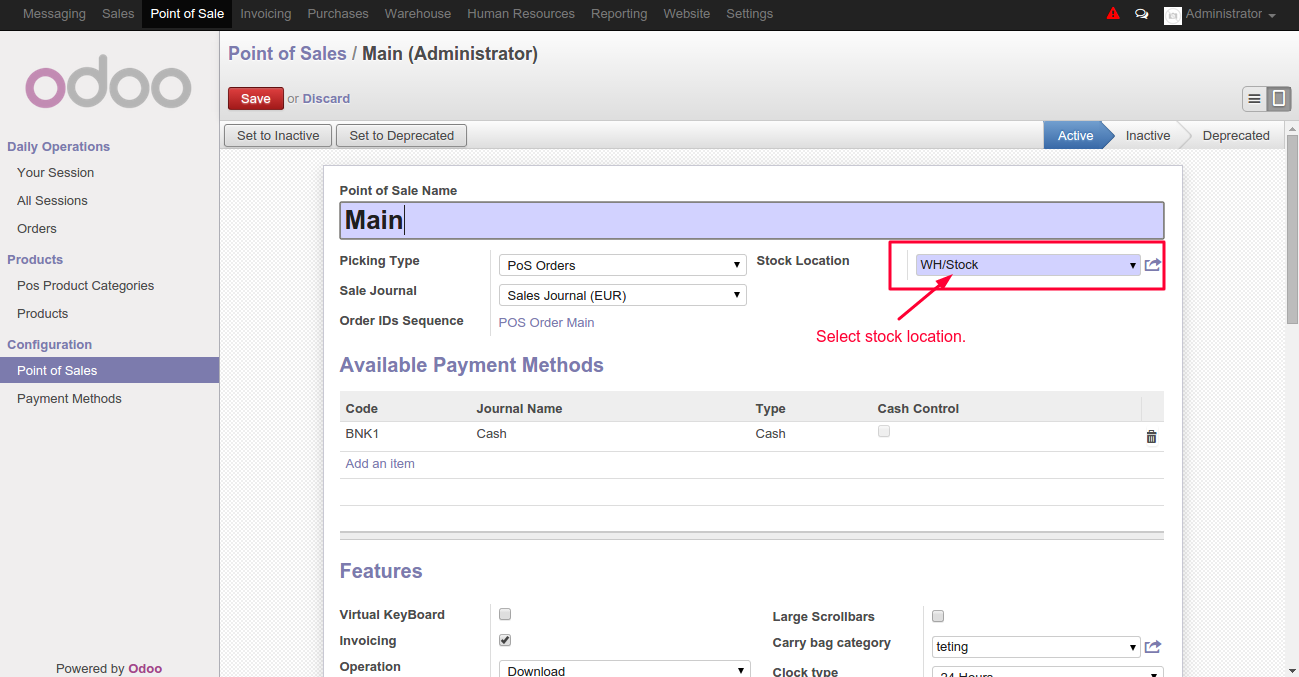 Messaging Sales Point of Sale Invoicing Purchases Warehouse Human Resources Reporting Website Settings Administrator
odoo
Daily Operations
Your Session
All Sessions
Orders
Products
Pos Product Categories
Products
Configuration
Point of Sales
Payment Methods
Powered by Odoo
Point of Sales / Main (Administrator)
Save or Discard
Set to Inactive Set to Deprecated Active Inactive Deprecated
Point of Sale Name
Main
Picking Type PoS Orders Stock Location WH/Stock
Sale Journal Sales Journal (EUR)
Order IDs Sequence POS Order Main
Select stock location.
Available Payment Methods
Code Journal Name Type Cash Control
BNK1 Cash Cash
Add an item
Features
Virtual KeyBoard Large Scrollbars
Invoicing Carry bag category teting
Operation Download Clock type 24 Hours